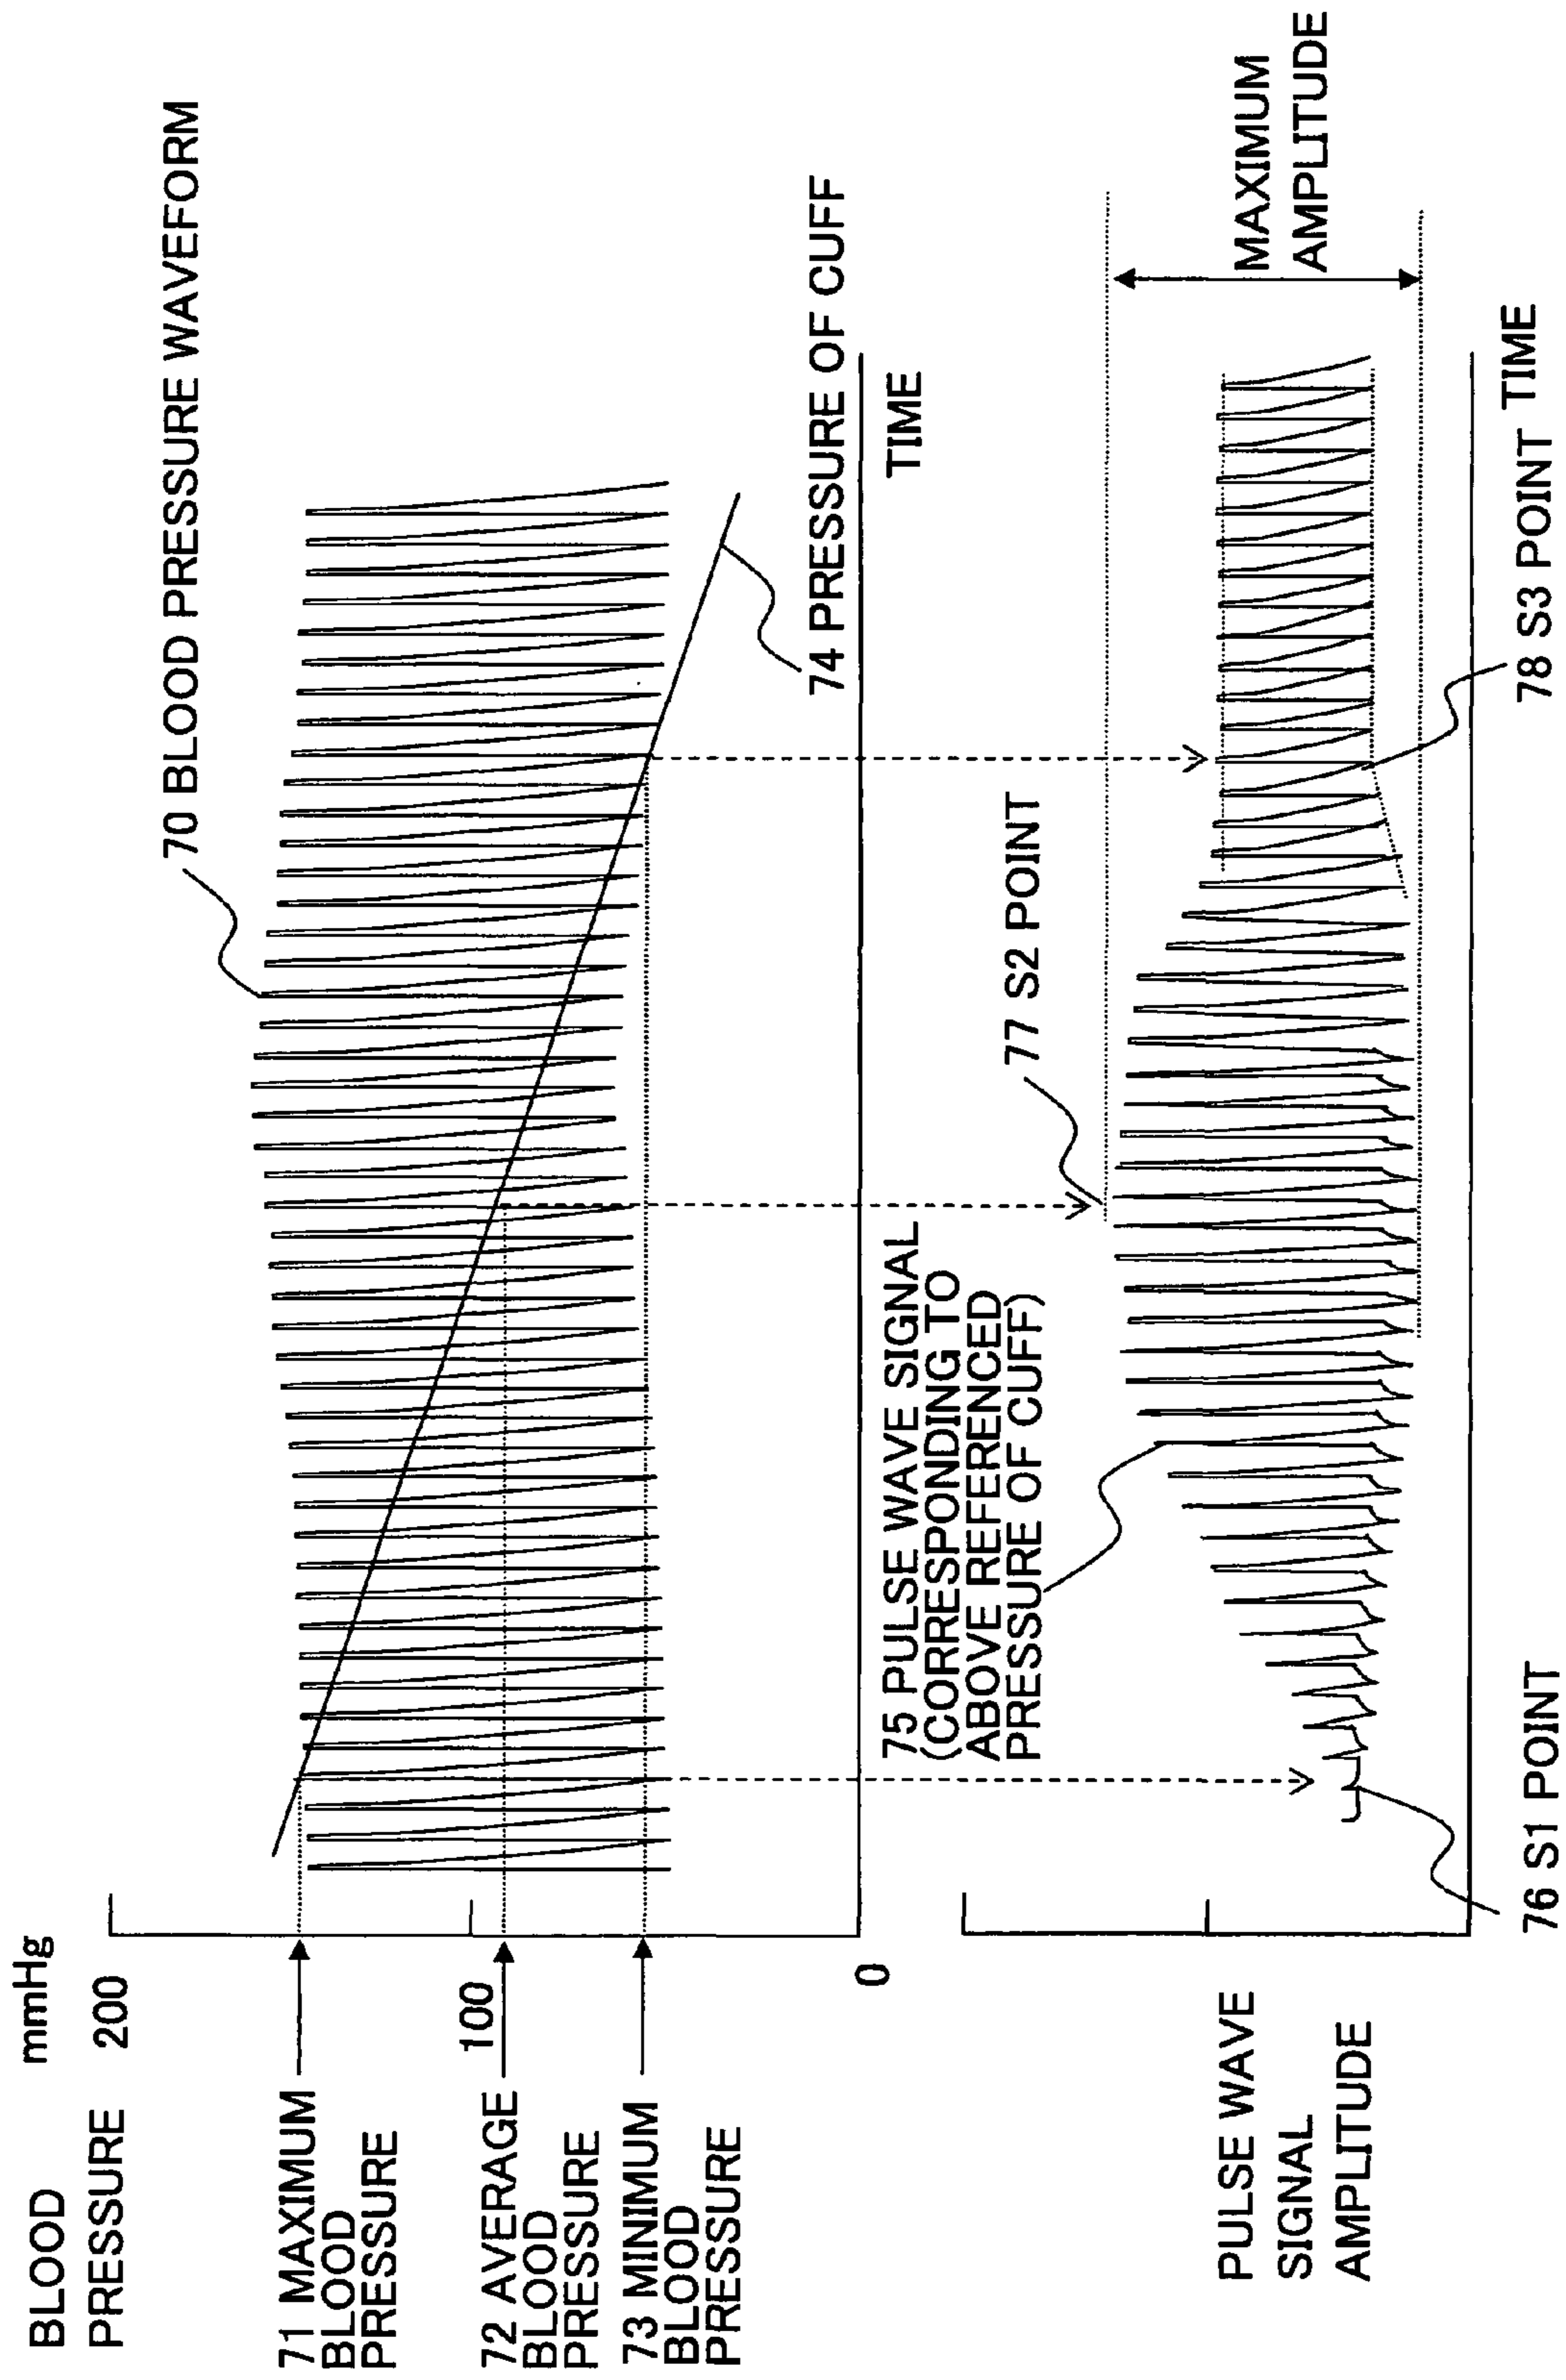 BLOOD
PRESSURE
mmHg
200
71 MAXIMUM
BLOOD
PRESSURE
100
72 AVERAGE
BLOOD
PRESSURE
73 MINIMUM
BLOOD
PRESSURE
0
70 BLOOD PRESSURE WAVEFORM
74 PRESSURE OF CUFF
TIME
75 PULSE WAVE SIGNAL
(CORRESPONDING TO
ABOVE REFERENCED
PRESSURE OF CUFF)
77 S2 POINT
MAXIMUM
AMPLITUDE
PULSE WAVE
SIGNAL
AMPLITUDE
76 S1 POINT
78 S3 POINT
TIME